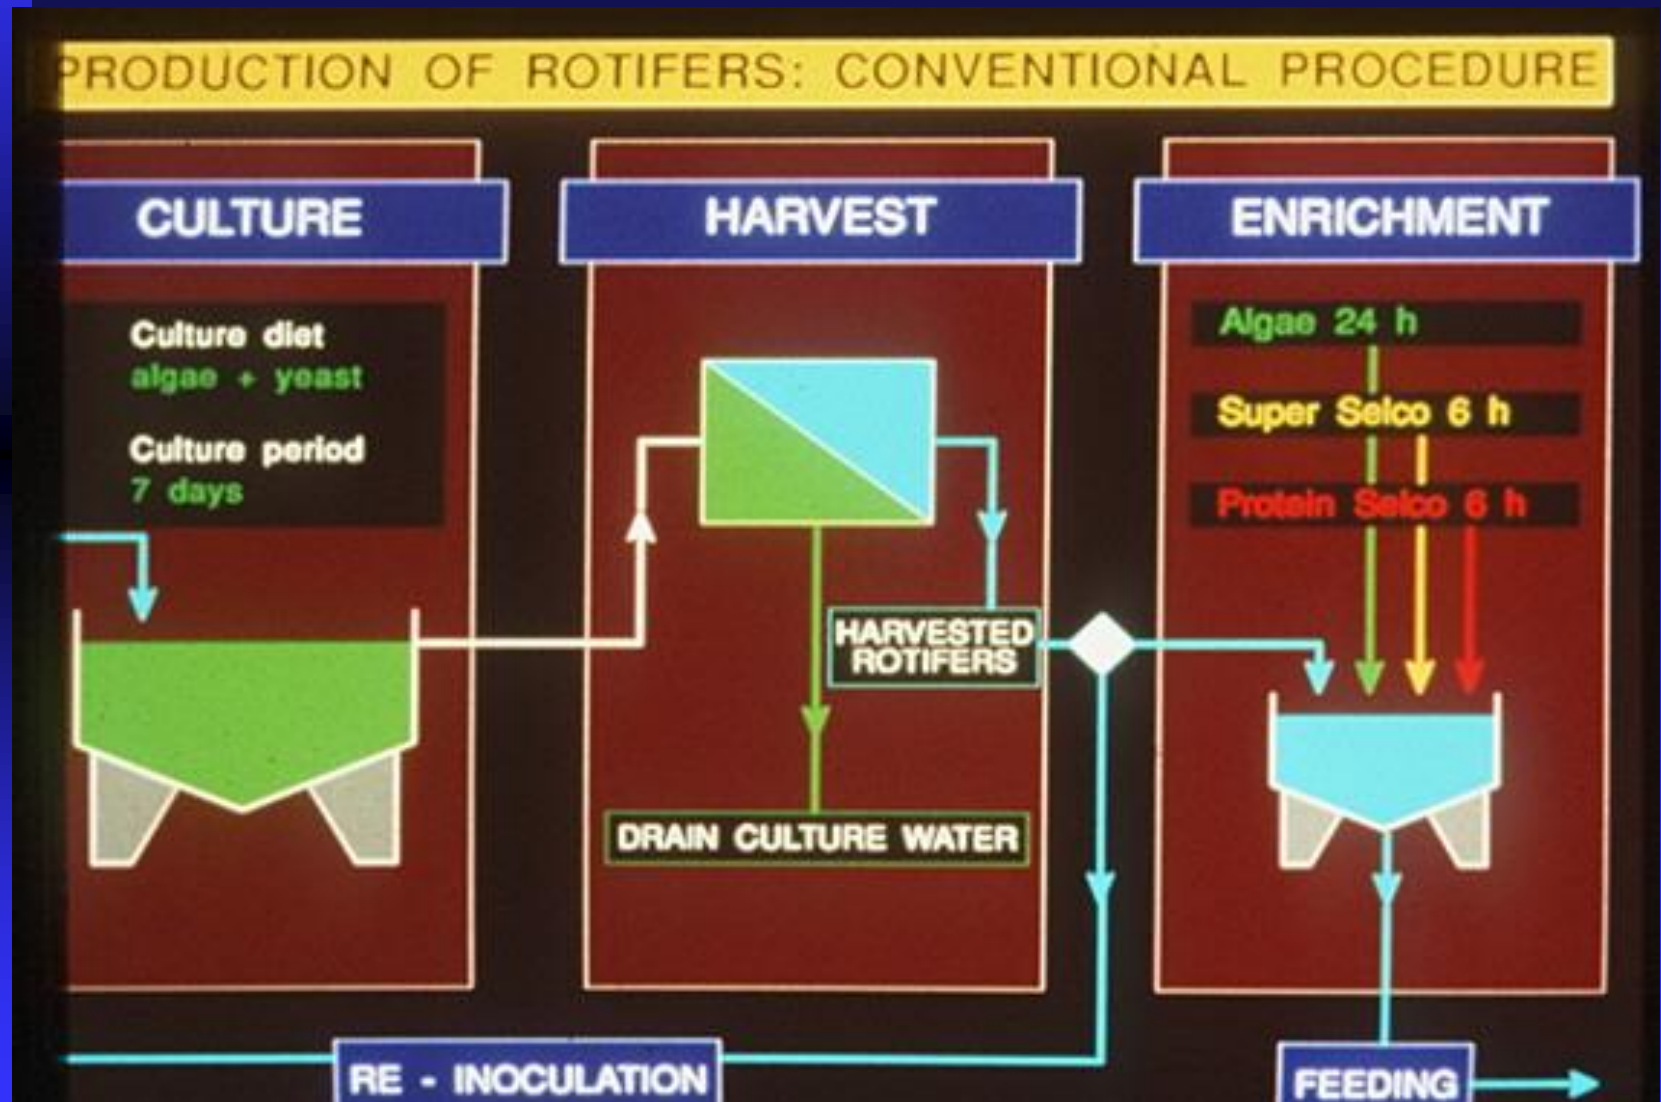 PRODUCTION OF ROTIFERS: CONVENTIONAL PROCEDURE
CULTURE
Culture diet
algae + yeast
Culture period
7 days
HARVEST
HARVESTED
ROTIFERS
DRAIN CULTURE WATER
ENRICHMENT
Algae 24 h
Super Selco 6 h
Protein Selco 6 h
RE - INOCULATION
FEEDING